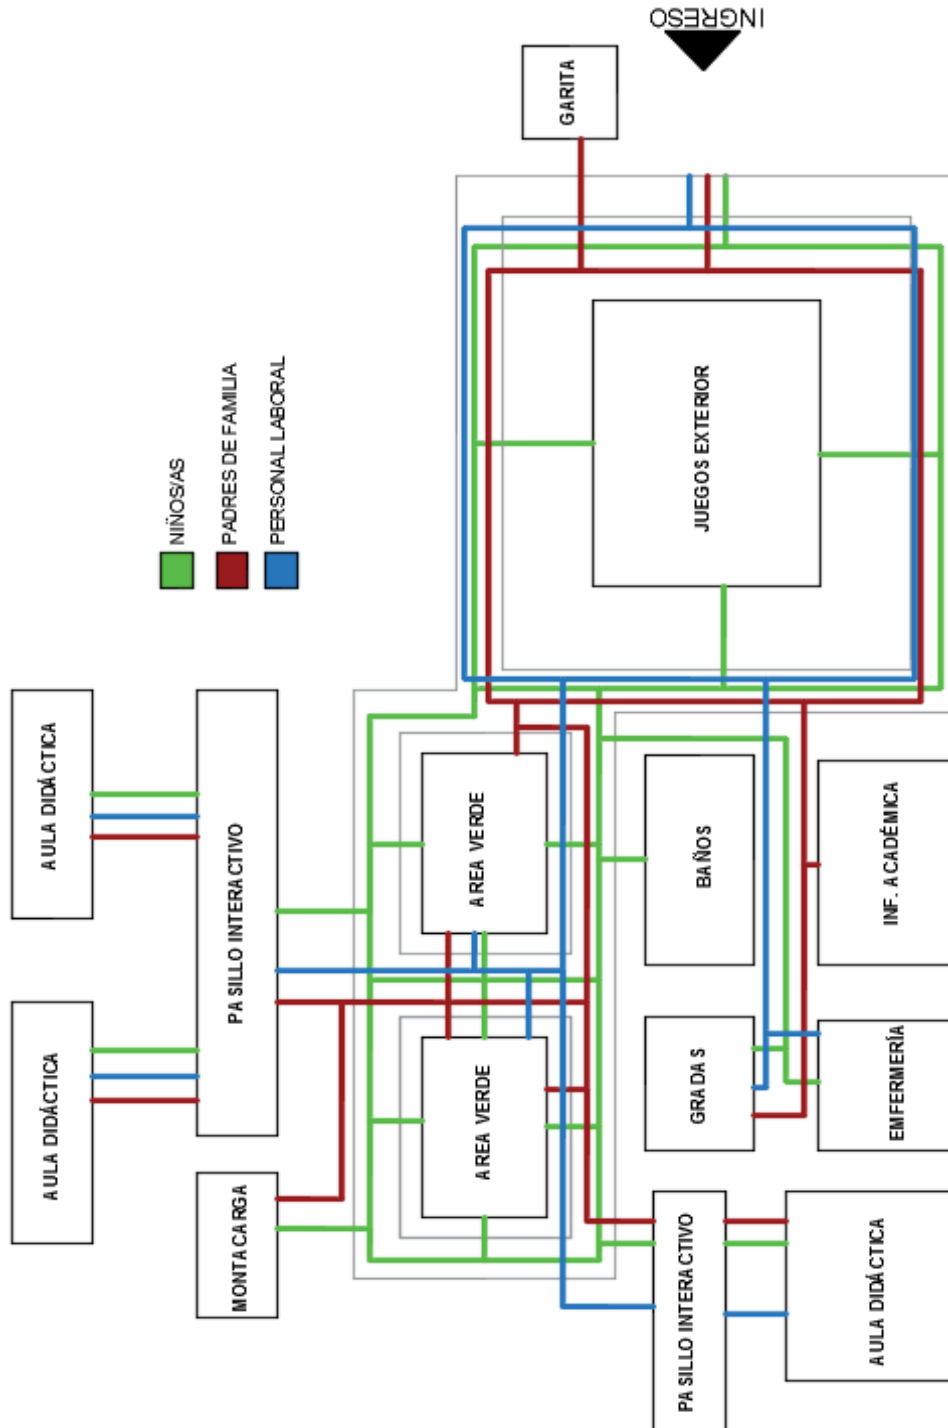 INGRESO
GARITA
JUEGOS EXTERIOR
NIÑOS/AS
PADRES DE FAMILIA
PERSONAL LABORAL
AULA DIDÁCTICA
PASILLO INTERACTIVO
AREA VERDE
BAÑOS
INF. ACADÉMICA
AULA DIDÁCTICA
MONTACARGA
AREA VERDE
GRADAS
EMFERMERÍA
PASILLO INTERACTIVO
AULA DIDÁCTICA